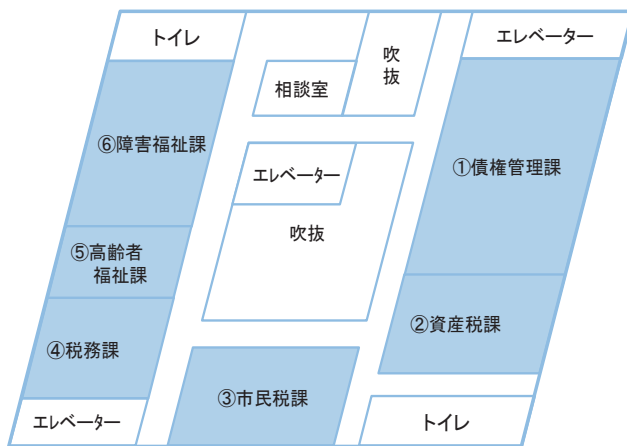 トイレ
吹
抜
エレベーター
相談室
⑥障害福祉課
①債権管理課
エレベーター
吹抜
⑤高齢者
福祉課
②資産税課
④税務課
③市民税課
エレベーター
トイレ